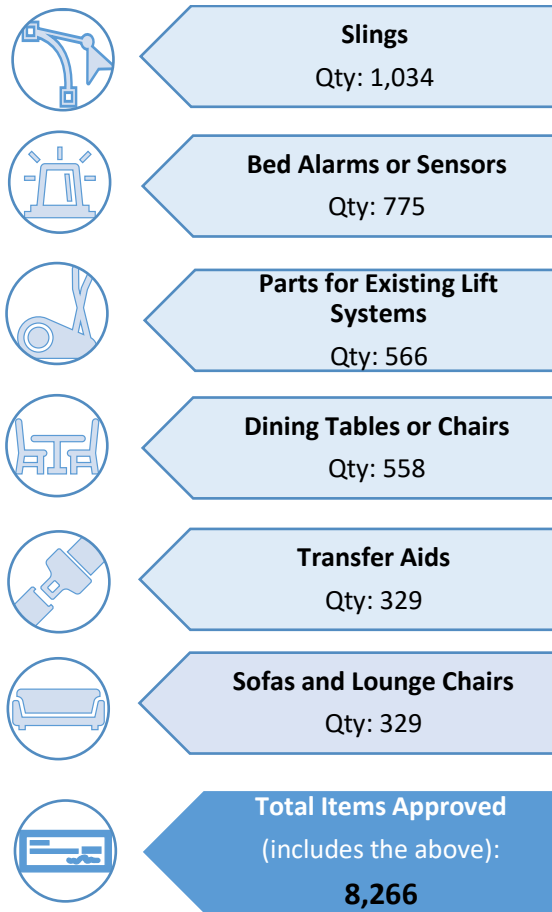 Slings
Qty: 1,034
Bed Alarms or Sensors
Qty: 775
Parts for Existing Lift
Systems
Qty: 566
Dining Tables or Chairs
Qty: 558
Transfer Aids
Qty: 329
Sofas and Lounge Chairs
Qty: 329
Total Items Approved
(includes the above):
8,266